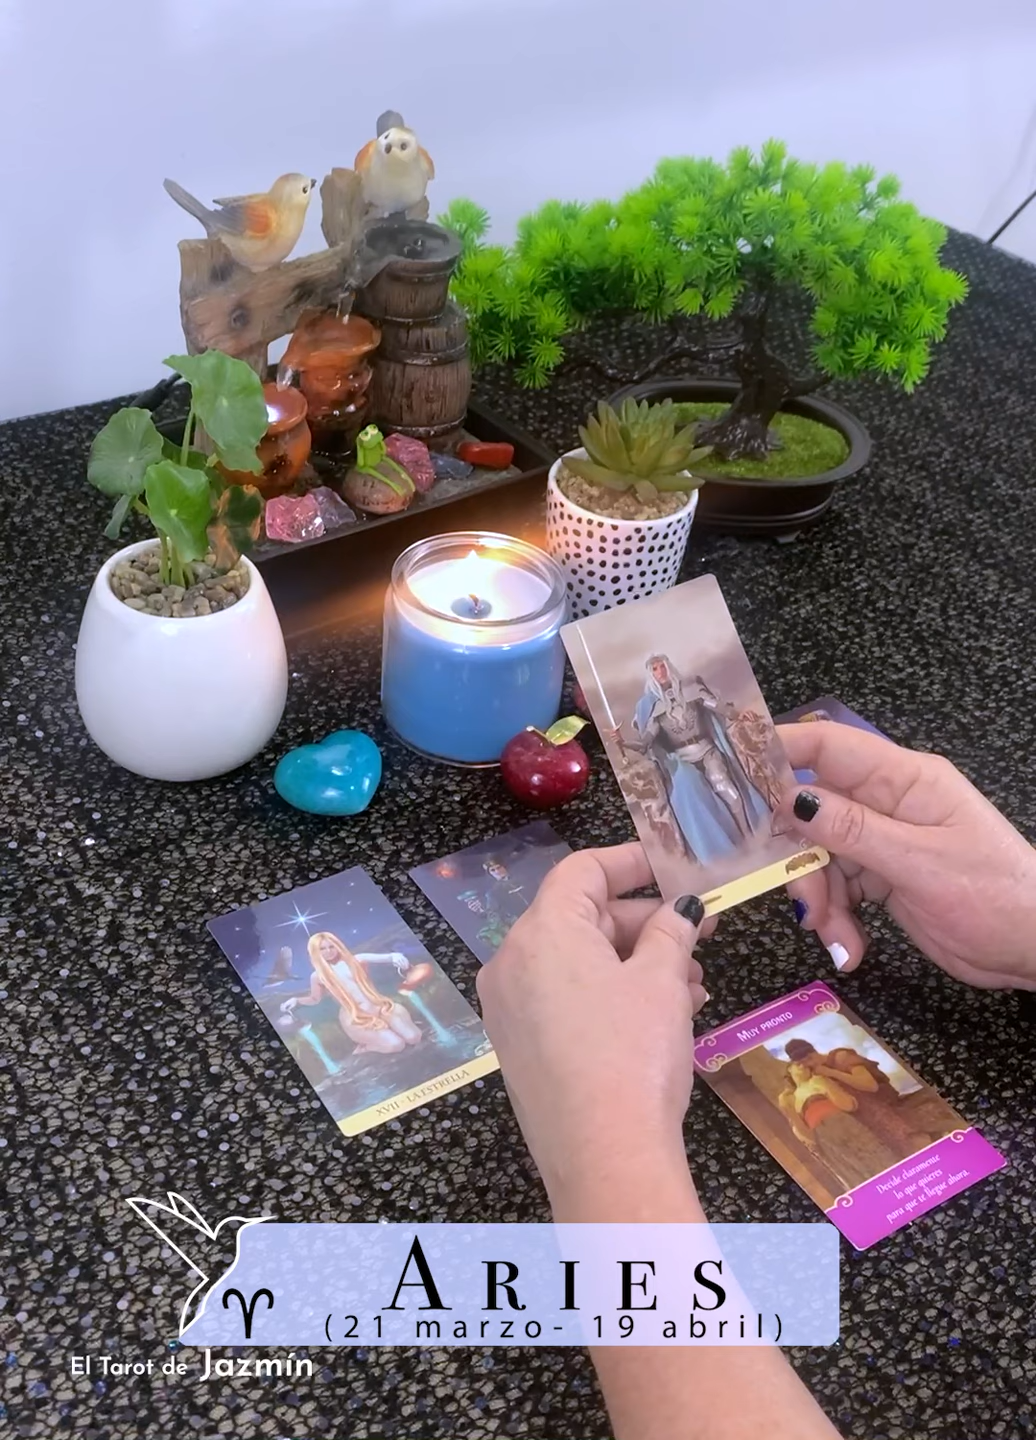 MUY PRONTO
Decide claramente
lo que quieres
para que te llegue ahora.
XVII - LA ESTRELLA
ARIES
(21 marzo- 19 abril)
El Tarot de Jazmín